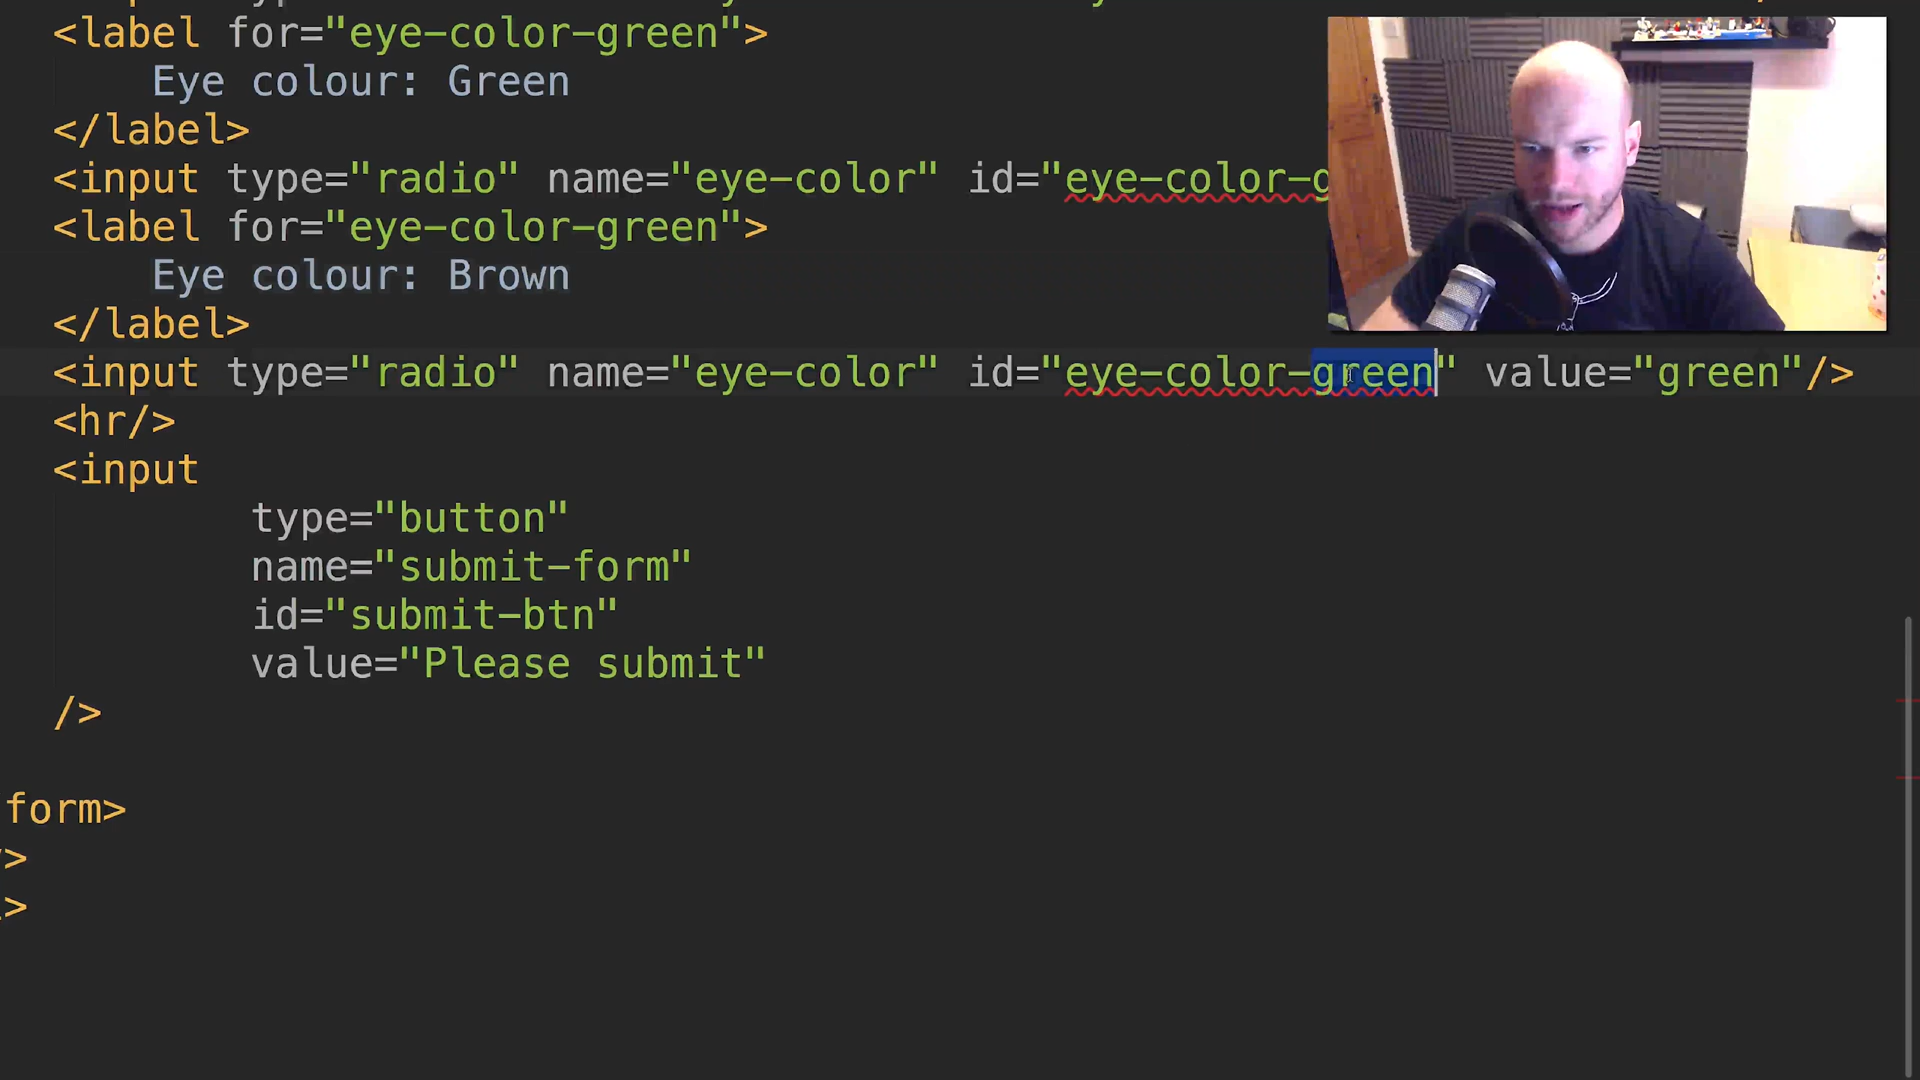 <label for="eye-color-green">
Eye colour: Green
</label>
<input type="radio" name="eye-color" id="eye-color-g
<label for="eye-color-green">
Eye colour: Brown
</label>
<input type="radio" name="eye-color" id="eye-color-green" value="green"/>
<hr/>
<input
type="button"
name="submit-form"
id="submit-btn"
value="Please submit"
/>
form>
>
>